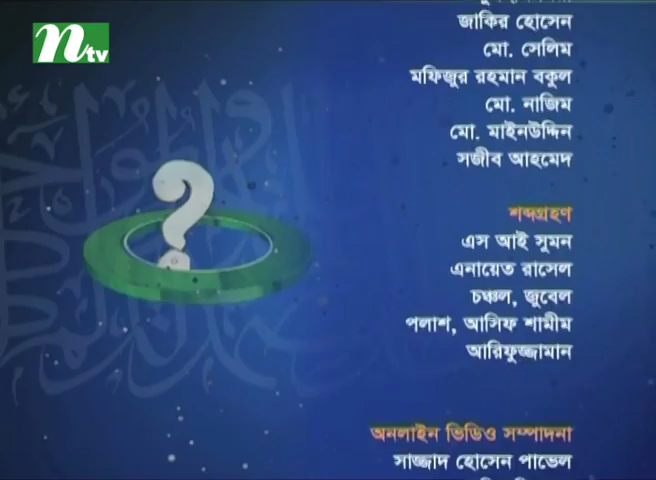 ntv
জাকির হোসেন
মো. সেলিম
মফিজুর রহমান বকুল
মো. নাজিম
মো. মাইনউদ্দিন
সজীব আহমেদ
শব্দগ্রহণ
এস আই সুমন
এনায়েত রাসেল
চঞ্চল, জুবেল
পলাশ, আসিফ শামীম
আরিফুজ্জামান
অনলাইন ভিডিও সম্পাদনা
সাজ্জাদ হোসেন পাভেল